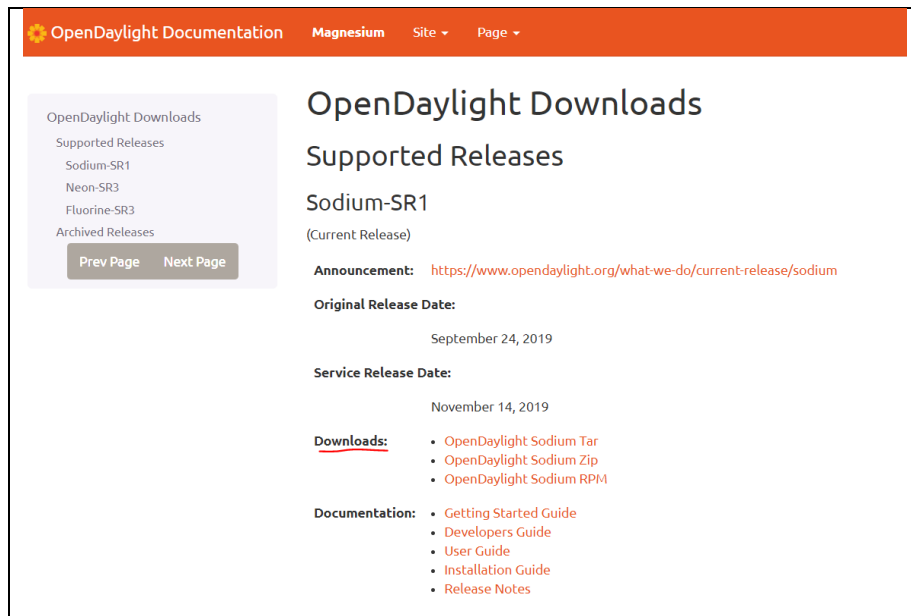 OpenDaylight Documentation Magnesium Site Page
OpenDaylight Downloads
Supported Releases
Sodium-SR1
Neon-SR3
Fluorine-SR3
Archived Releases
Prev Page Next Page
OpenDaylight Downloads
Supported Releases
Sodium-SR1
(Current Release)
Announcement: https://www.opendaylight.org/what-we-do/current-release/sodium
Original Release Date:
September 24, 2019
Service Release Date:
November 14, 2019
Downloads: • OpenDaylight Sodium Tar
• OpenDaylight Sodium Zip
• OpenDaylight Sodium RPM
Documentation: • Getting Started Guide
• Developers Guide
• User Guide
• Installation Guide
• Release Notes